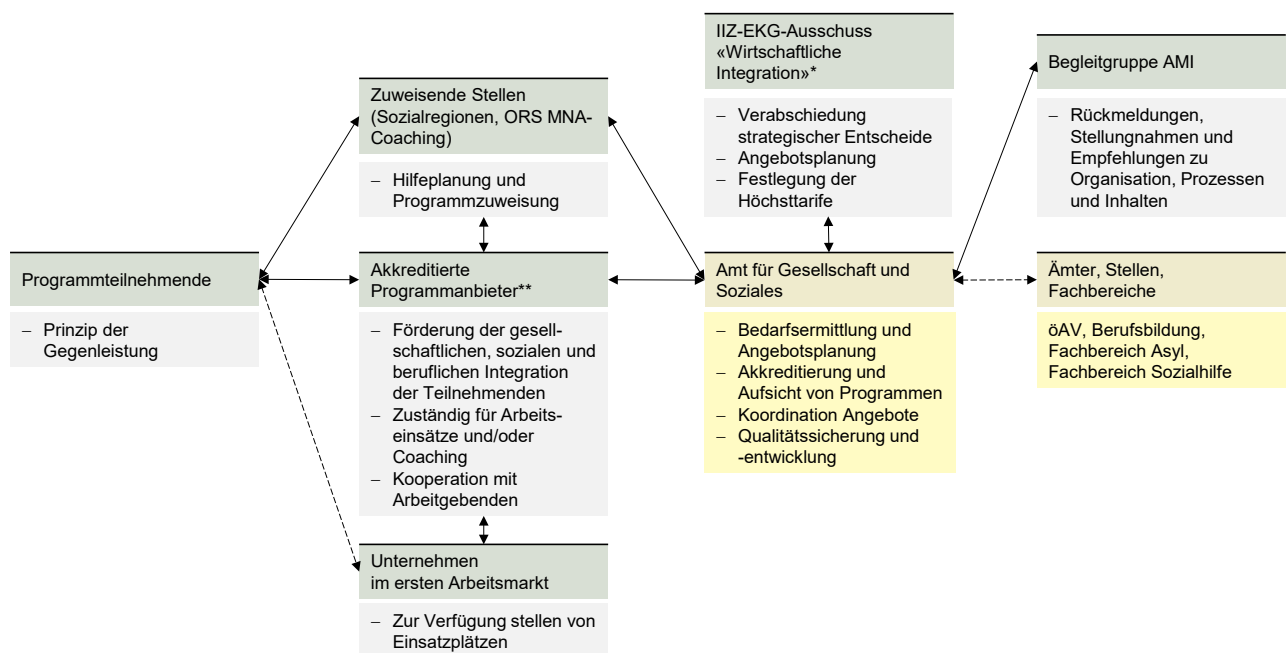 Programmteilnehmende
– Prinzip der
Gegenleistung
Zuweisende Stellen
(Sozialregionen, ORS MNA-
Coaching)
– Hilfeplanung und
Programmzuweisung
Akkreditierte
Programmanbieter**
– Förderung der gesell-
schaftlichen, sozialen und
beruflichen Integration
der Teilnehmenden
– Zuständig für Arbeits-
einsätze und/oder
Coaching
– Kooperation mit
Arbeitgebenden
Unternehmen
im ersten Arbeitsmarkt
– Zur Verfügung stellen von
Einsatzplätzen
IIZ-EKG-Ausschuss
«Wirtschaftliche
Integration»*
– Verabschiedung
strategischer Entscheide
– Angebotsplanung
– Festlegung der
Höchsttarife
Amt für Gesellschaft und
Soziales
– Bedarfsermittlung und
Angebotsplanung
– Akkreditierung und
Aufsicht von Programmen
– Koordination Angebote
– Qualitätssicherung und
-entwicklung
Begleitgruppe AMI
– Rückmeldungen,
Stellungnahmen und
Empfehlungen zu
Organisation, Prozessen
und Inhalten
Ämter, Stellen,
Fachbereiche
öAV, Berufsbildung,
Fachbereich Asyl,
Fachbereich Sozialhilfe